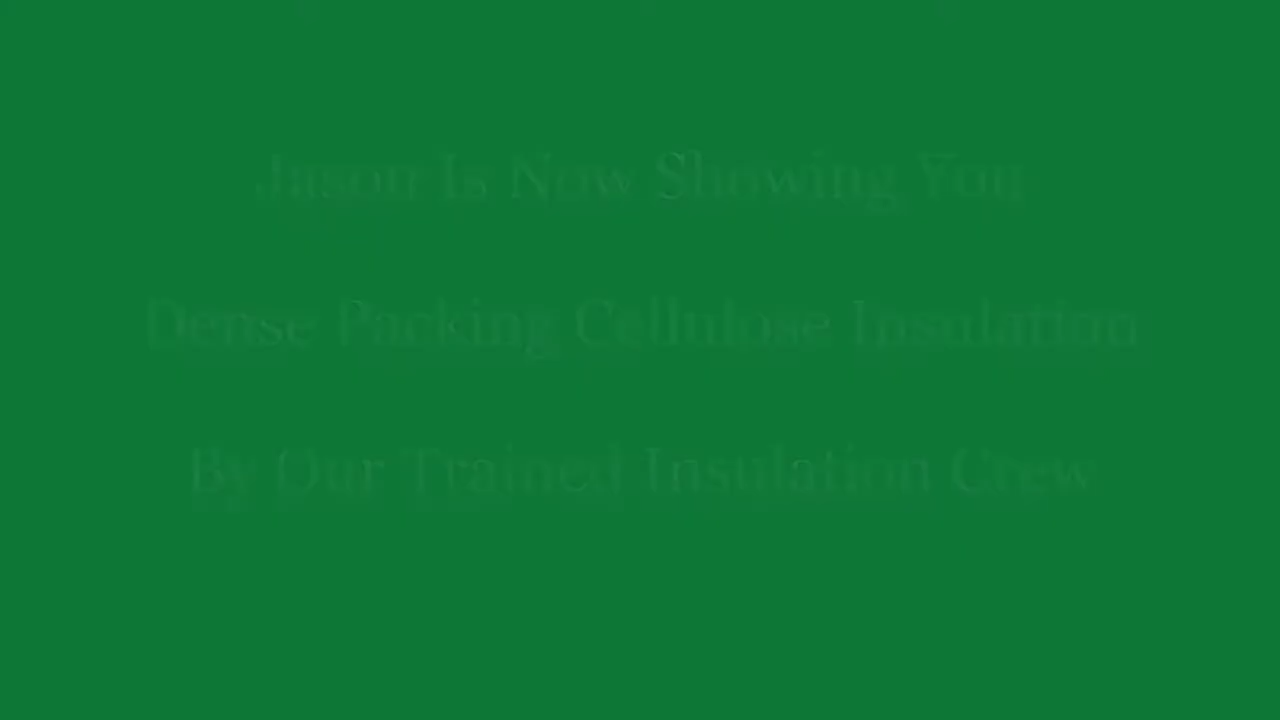 Jason Is Now Showing You
Dense Packing Cellulose Insulation
By Our Trained Insulation Crew